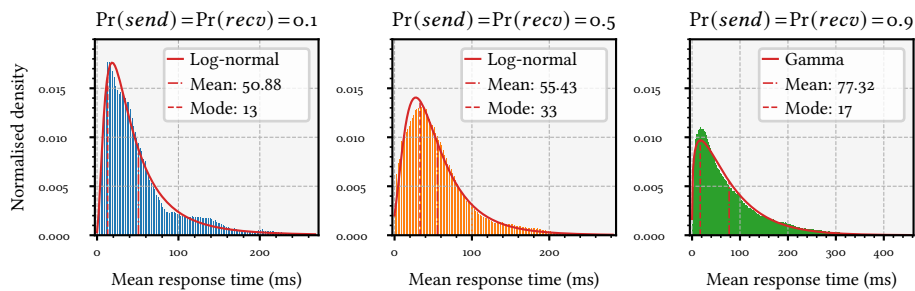 Pr(send)=Pr(recv)=0.1
Pr(send)=Pr(recv)=0.5
Pr(send)=Pr(recv)=0.9
Normalised density
0.015
0.010
0.005
0.000
Log-normal
Mean: 50.88
Mode: 13
0
100
200
Mean response time (ms)
0.015
0.010
0.005
0.000
Log-normal
Mean: 55.43
Mode: 33
0
100
200
Mean response time (ms)
0.015
0.010
0.005
0.000
Gamma
Mean: 77.32
Mode: 17
0
100
200
300
400
Mean response time (ms)